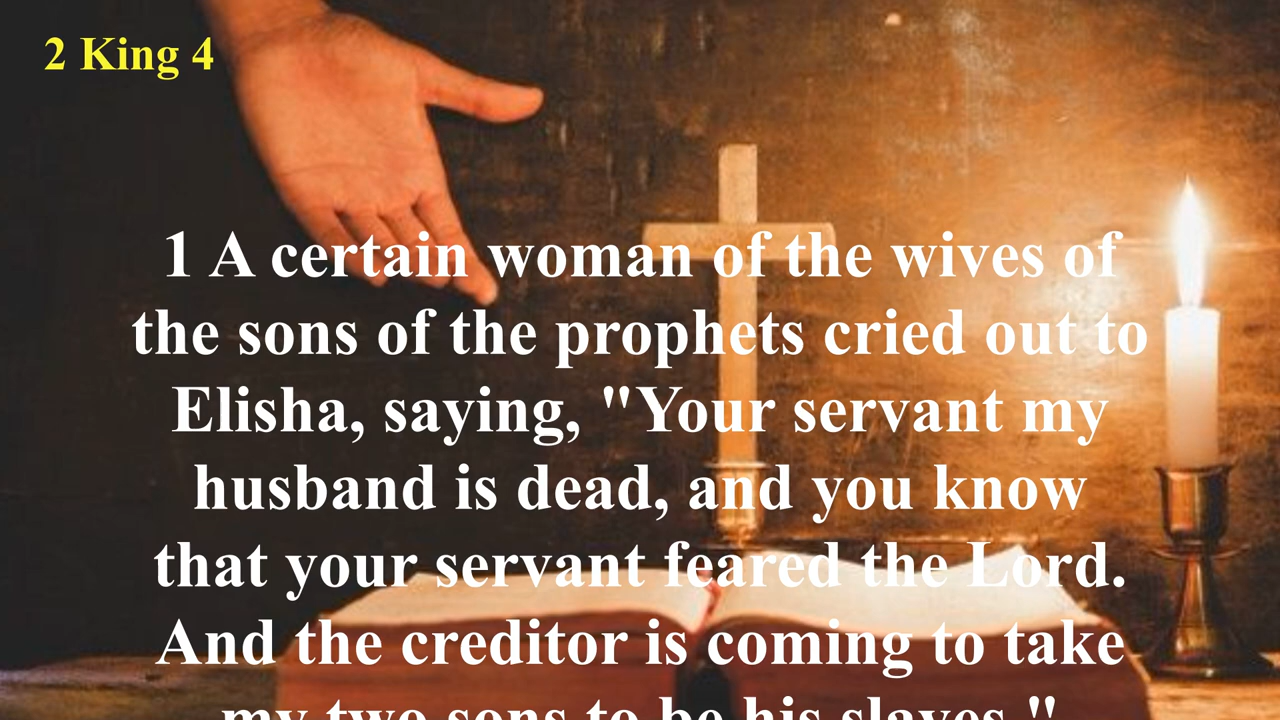 2 King 4
1 A certain woman of the wives of
the sons of the prophets cried out to
Elisha, saying, "Your servant my
husband is dead, and you know
that your servant feared the Lord.
And the creditor is coming to take
my two sons to be his slaves."